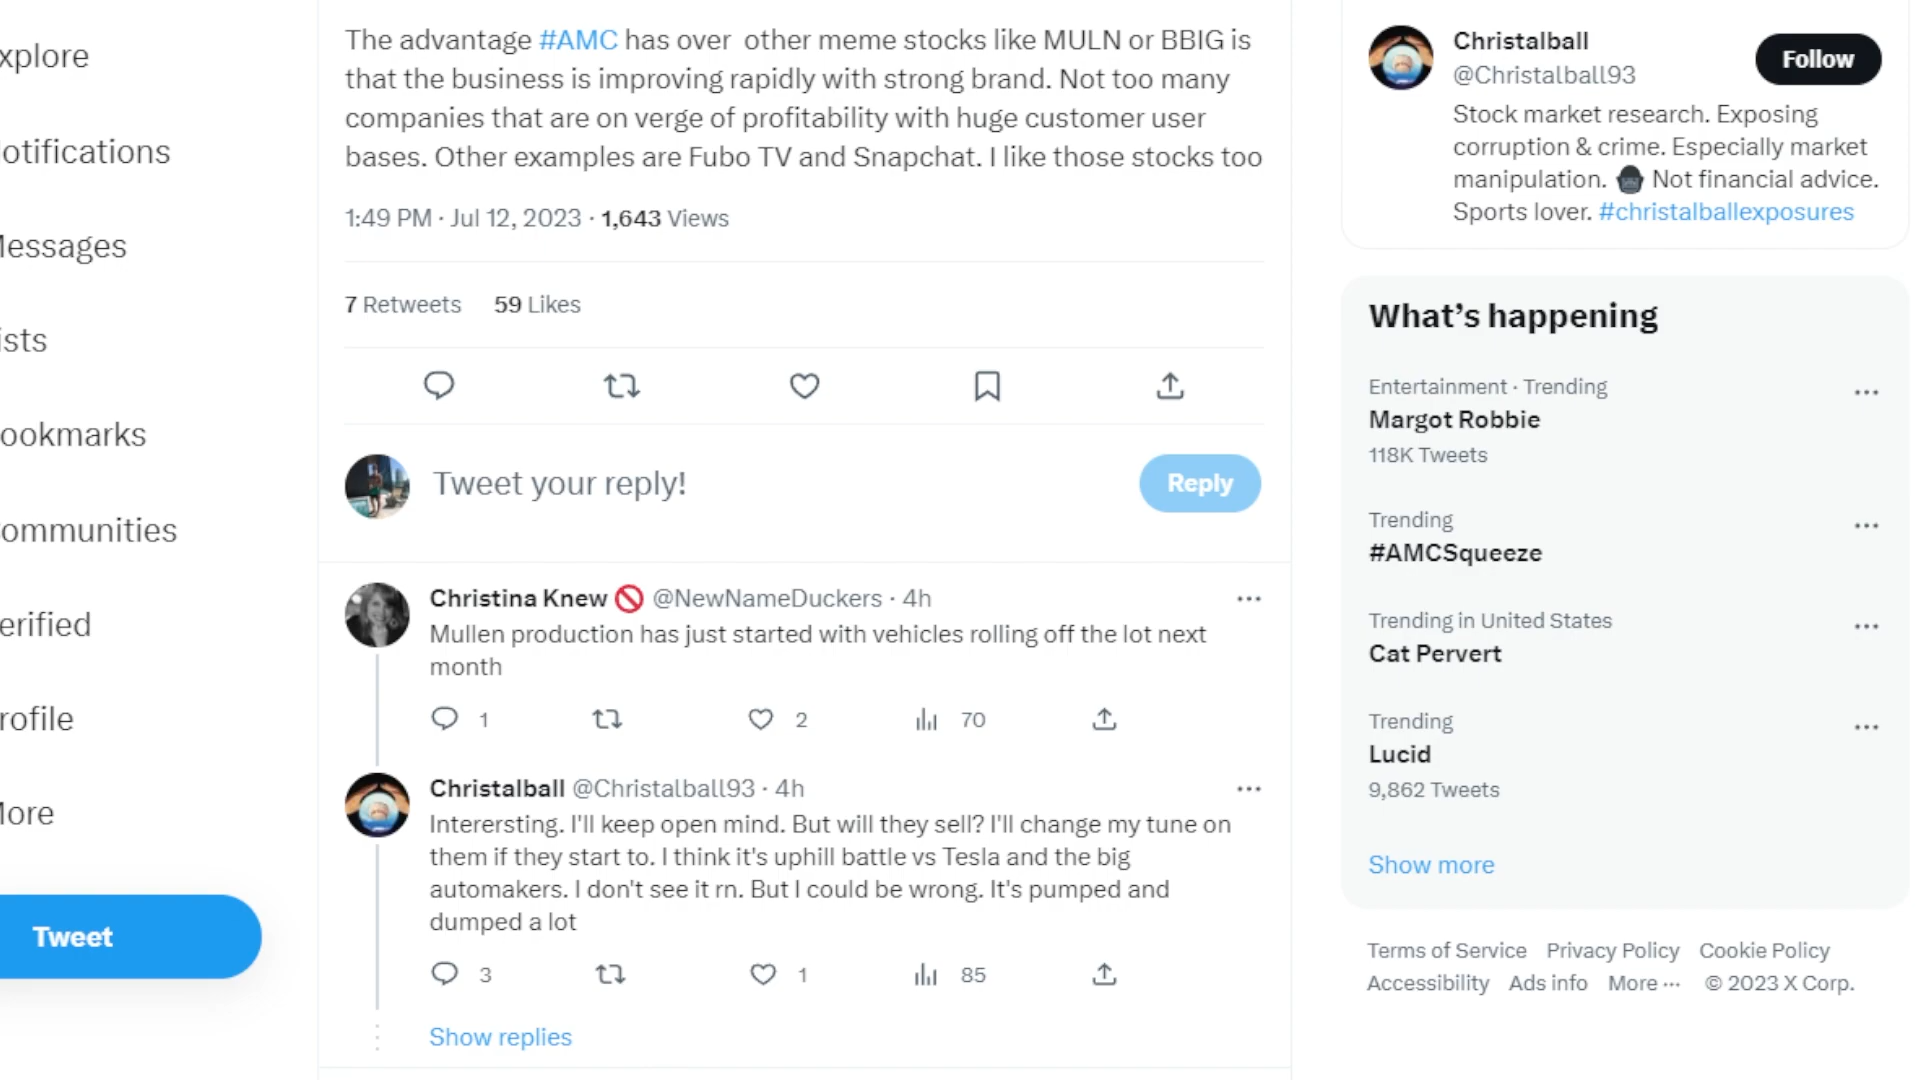 xplore
otifications
essages
ists
ookmarks
ommunities
erified
rofile
ore
Tweet
The advantage #AMC has over other meme stocks like MULN or BBIG is
that the business is improving rapidly with strong brand. Not too many
companies that are on verge of profitability with huge customer user
bases. Other examples are Fubo TV and Snapchat. I like those stocks too
1:49 PM · Jul 12, 2023 · 1,643 Views
7 Retweets 59 Likes
Tweet your reply!
Reply
Christina Knew 🚫 @NewNameDuckers · 4h
Mullen production has just started with vehicles rolling off the lot next
month
1 2 70
Christalball @Christalball93 · 4h
Interersting. I'll keep open mind. But will they sell? I'll change my tune on
them if they start to. I think it's uphill battle vs Tesla and the big
automakers. I don't see it rn. But I could be wrong. It's pumped and
dumped a lot
3 1 85
Show replies
Christalball
@Christalball93
Follow
Stock market research. Exposing
corruption & crime. Especially market
manipulation. Not financial advice.
Sports lover. #christalballexposures
What's happening
Entertainment · Trending
Margot Robbie
118K Tweets
Trending
#AMCSqueeze
Trending in United States
Cat Pervert
Trending
Lucid
9,862 Tweets
Show more
Terms of Service Privacy Policy Cookie Policy
Accessibility Ads info More ··· © 2023 X Corp.